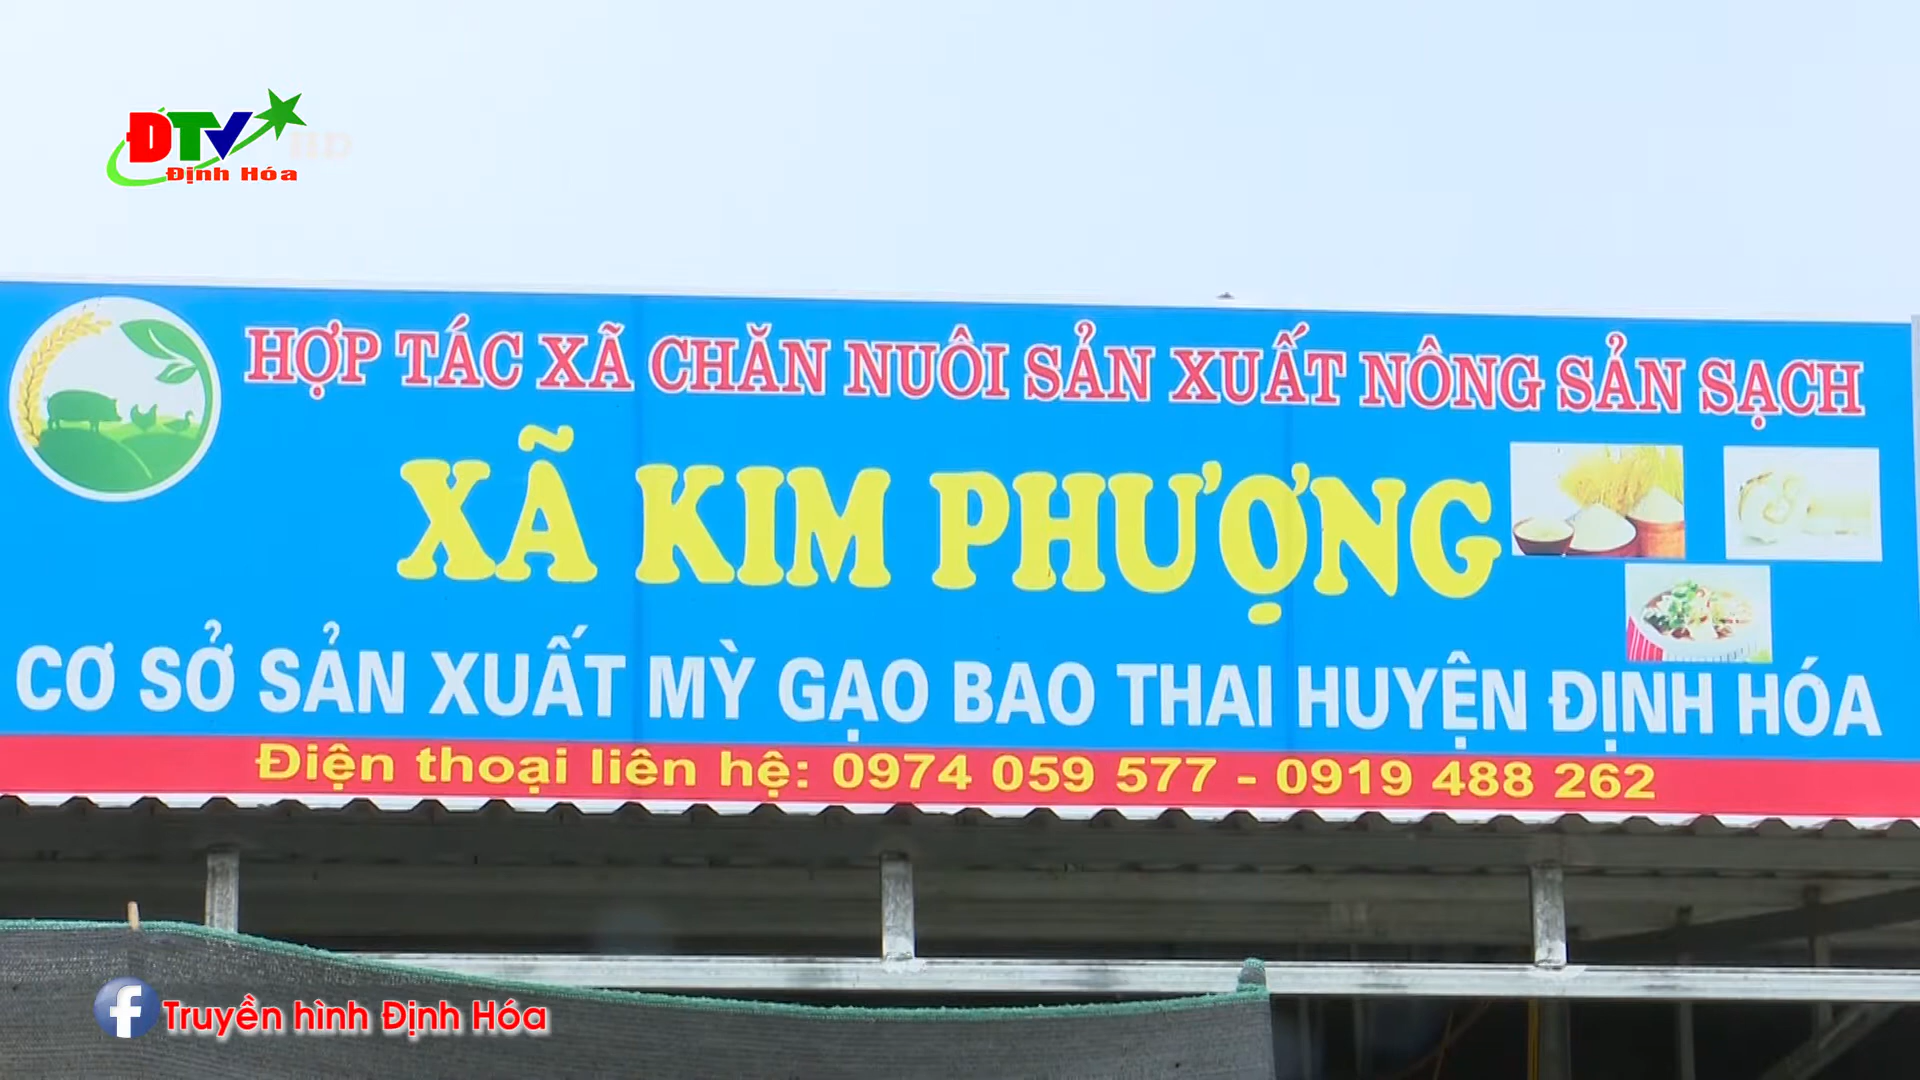 ĐTV
Định Hóa
HỢP TÁC XÃ CHĂN NUÔI SẢN XUẤT NÔNG SẢN SẠCH
XÃ KIM PHƯỢNG
CƠ SỞ SẢN XUẤT MỲ GẠO BAO THAI HUYỆN ĐỊNH HÓA
Điện thoại liên hệ: 0974 059 577 - 0919 488 262
Truyền hình Định Hóa